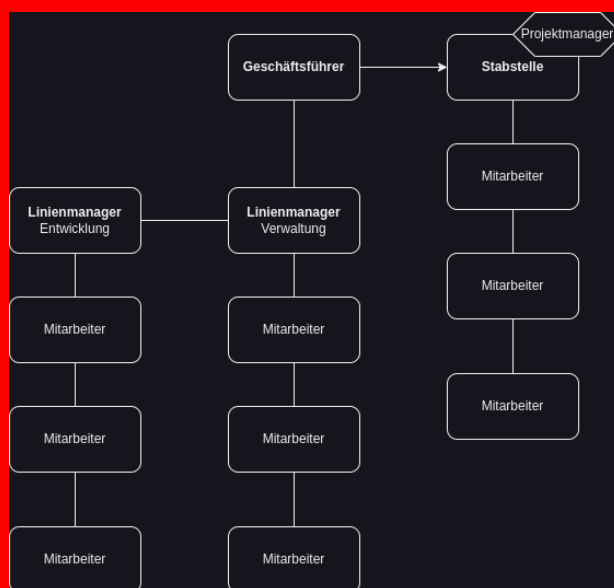 Projektmanager
Geschäftsführer
Stabstelle
Mitarbeiter
Linienmanager
Entwicklung
Linienmanager
Verwaltung
Mitarbeiter
Mitarbeiter
Mitarbeiter
Mitarbeiter
Mitarbeiter
Mitarbeiter
Mitarbeiter
Mitarbeiter